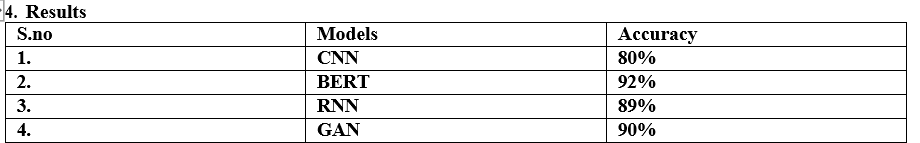 4. Results
S.no Models Accuracy
1. CNN 80%
2. BERT 92%
3. RNN 89%
4. GAN 90%